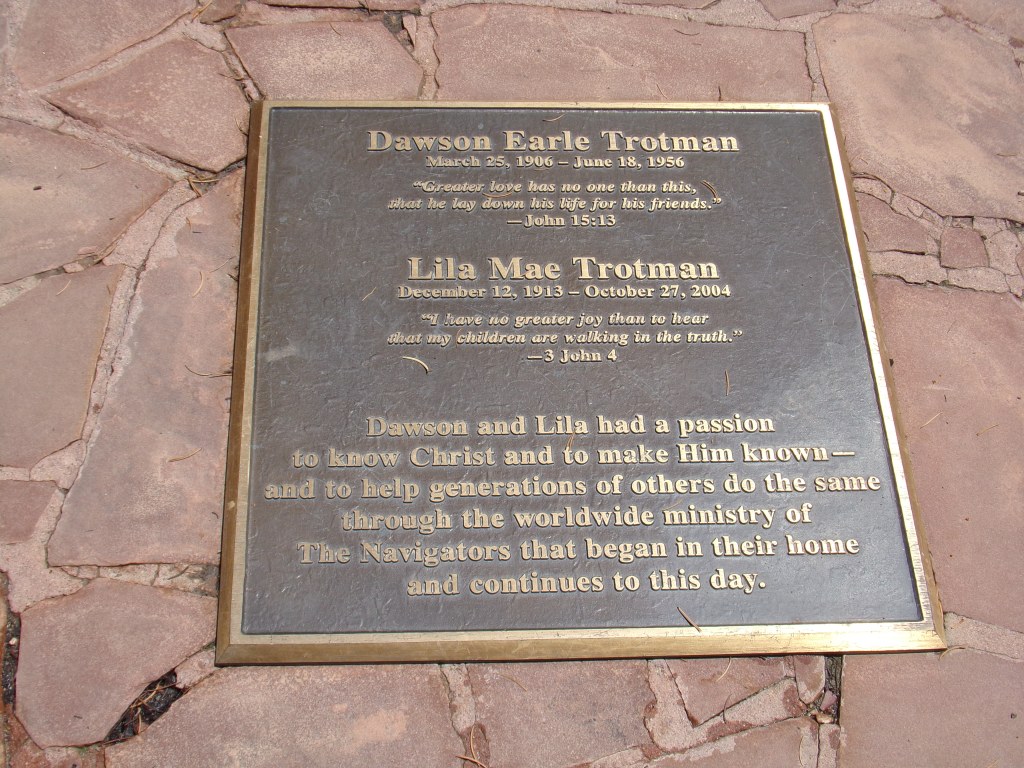 Dawson Earle Trotman
March 25, 1906 – June 18, 1956
“Greater love has no one than this,
that he lay down his life for his friends.”
—John 15:13
Lila Mae Trotman
December 12, 1913 – October 27, 2004
“I have no greater joy than to hear
that my children are walking in the truth.”
—3 John 4
Dawson and Lila had a passion
to know Christ and to make Him known—
and to help generations of others do the same
through the worldwide ministry of
The Navigators that began in their home
and continues to this day.